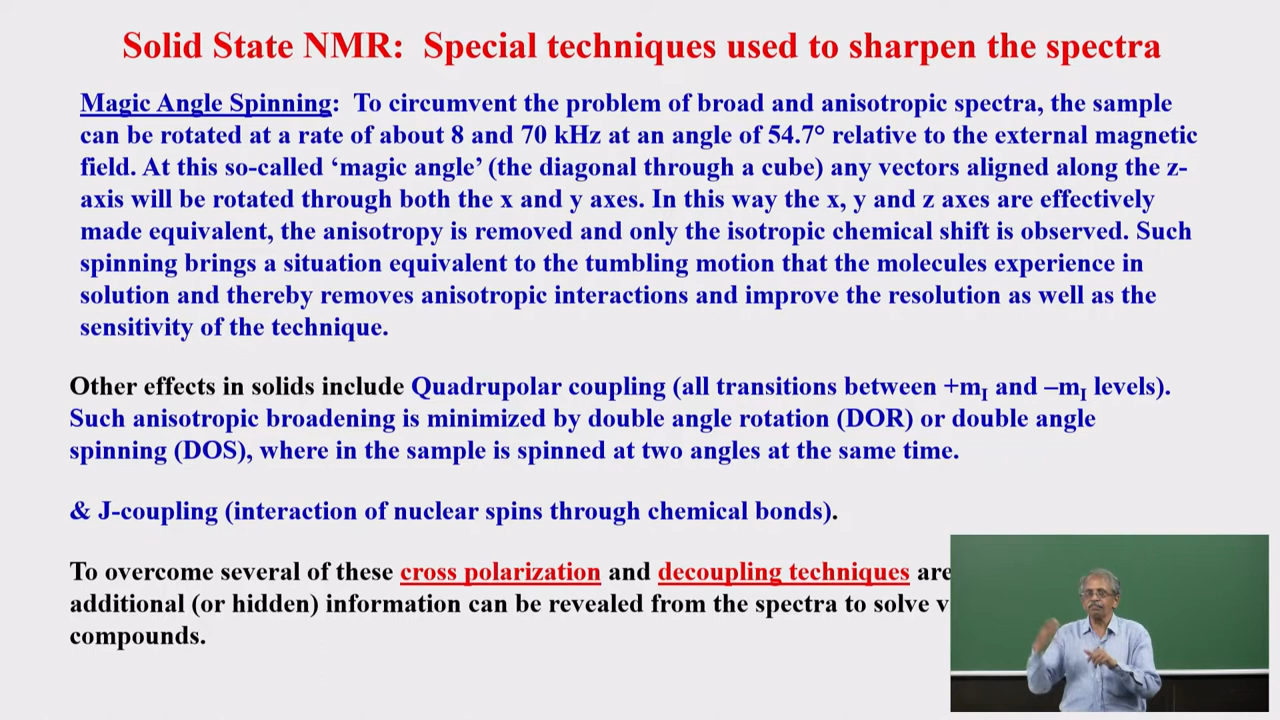 Solid State NMR: Special techniques used to sharpen the spectra
Magic Angle Spinning: To circumvent the problem of broad and anisotropic spectra, the sample
can be rotated at a rate of about 8 and 70 kHz at an angle of 54.7° relative to the external magnetic
field. At this so-called ‘magic angle’ (the diagonal through a cube) any vectors aligned along the z-
axis will be rotated through both the x and y axes. In this way the x, y and z axes are effectively
made equivalent, the anisotropy is removed and only the isotropic chemical shift is observed. Such
spinning brings a situation equivalent to the tumbling motion that the molecules experience in
solution and thereby removes anisotropic interactions and improve the resolution as well as the
sensitivity of the technique.
Other effects in solids include Quadrupolar coupling (all transitions between +mI and –mI levels).
Such anisotropic broadening is minimized by double angle rotation (DOR) or double angle
spinning (DOS), where in the sample is spinned at two angles at the same time.
& J-coupling (interaction of nuclear spins through chemical bonds).
To overcome several of these cross polarization and decoupling techniques are
additional (or hidden) information can be revealed from the spectra to solve
compounds.